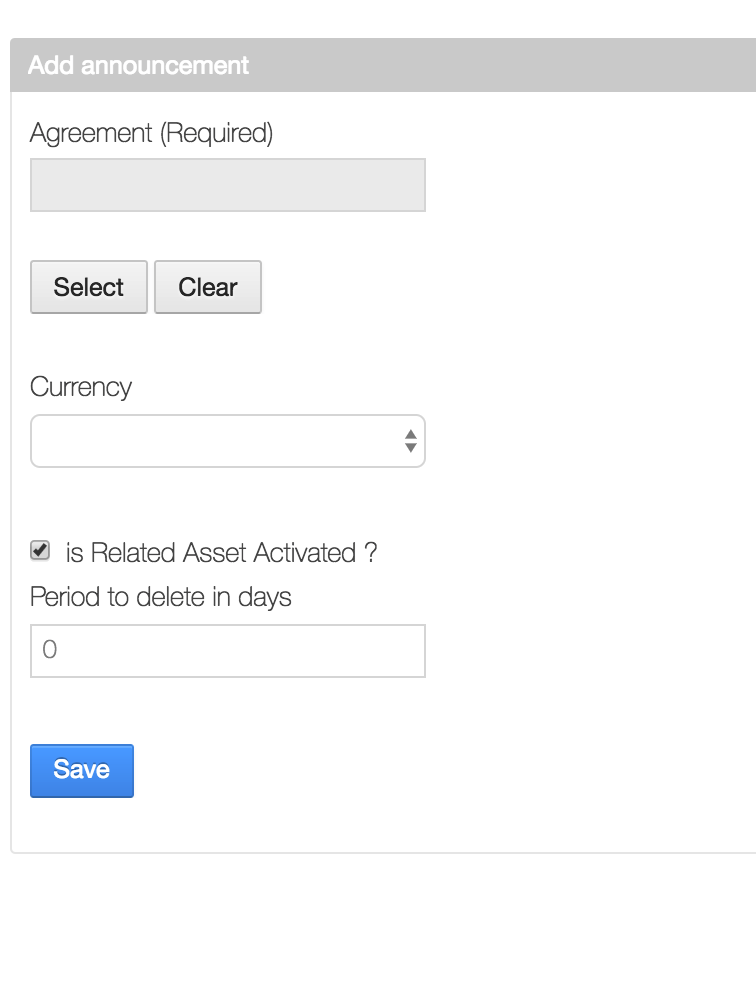 Add announcement
Agreement (Required)
Select Clear
Currency
is Related Asset Activated ?
Period to delete in days
0
Save